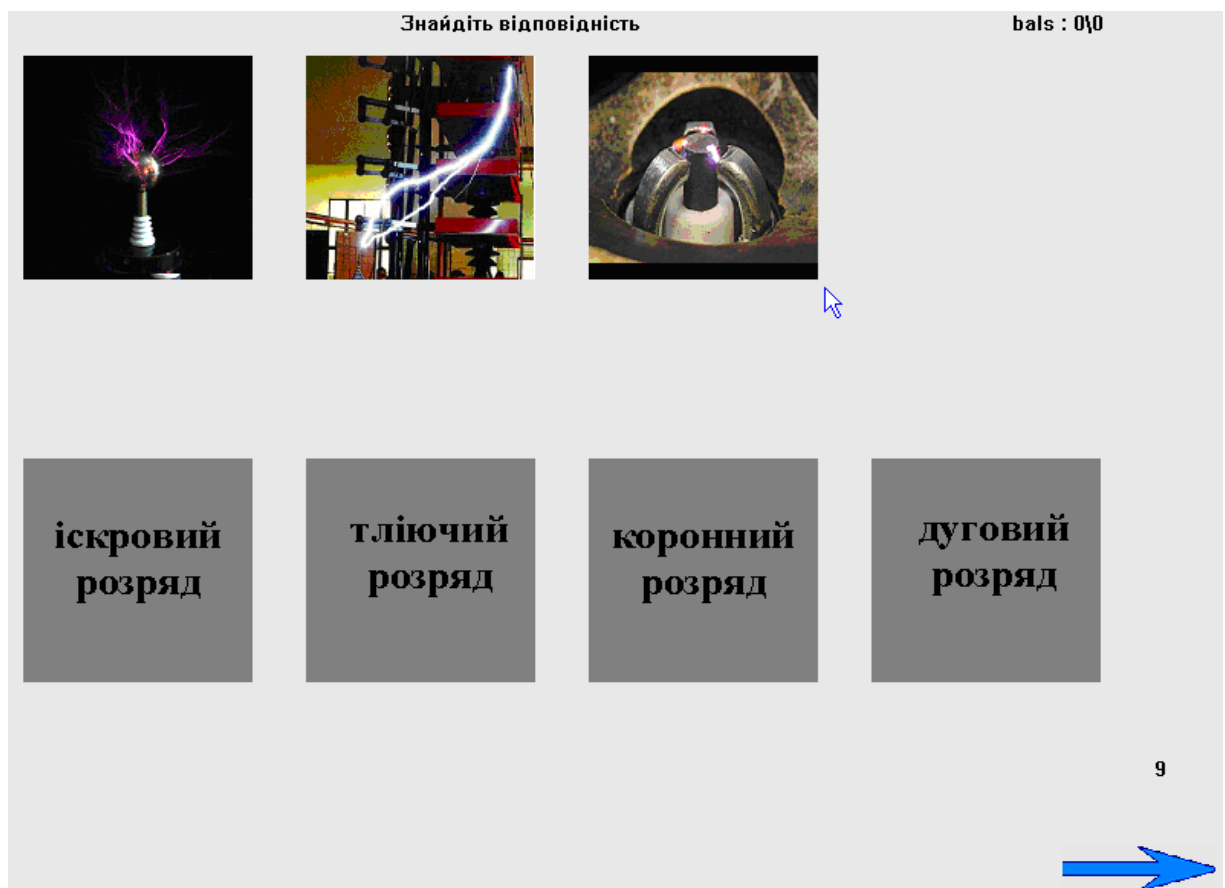 Знайдіть відповідність
bals : 0\0
іскровий
розряд
тліючий
розряд
коронний
розряд
дуговий
розряд
9